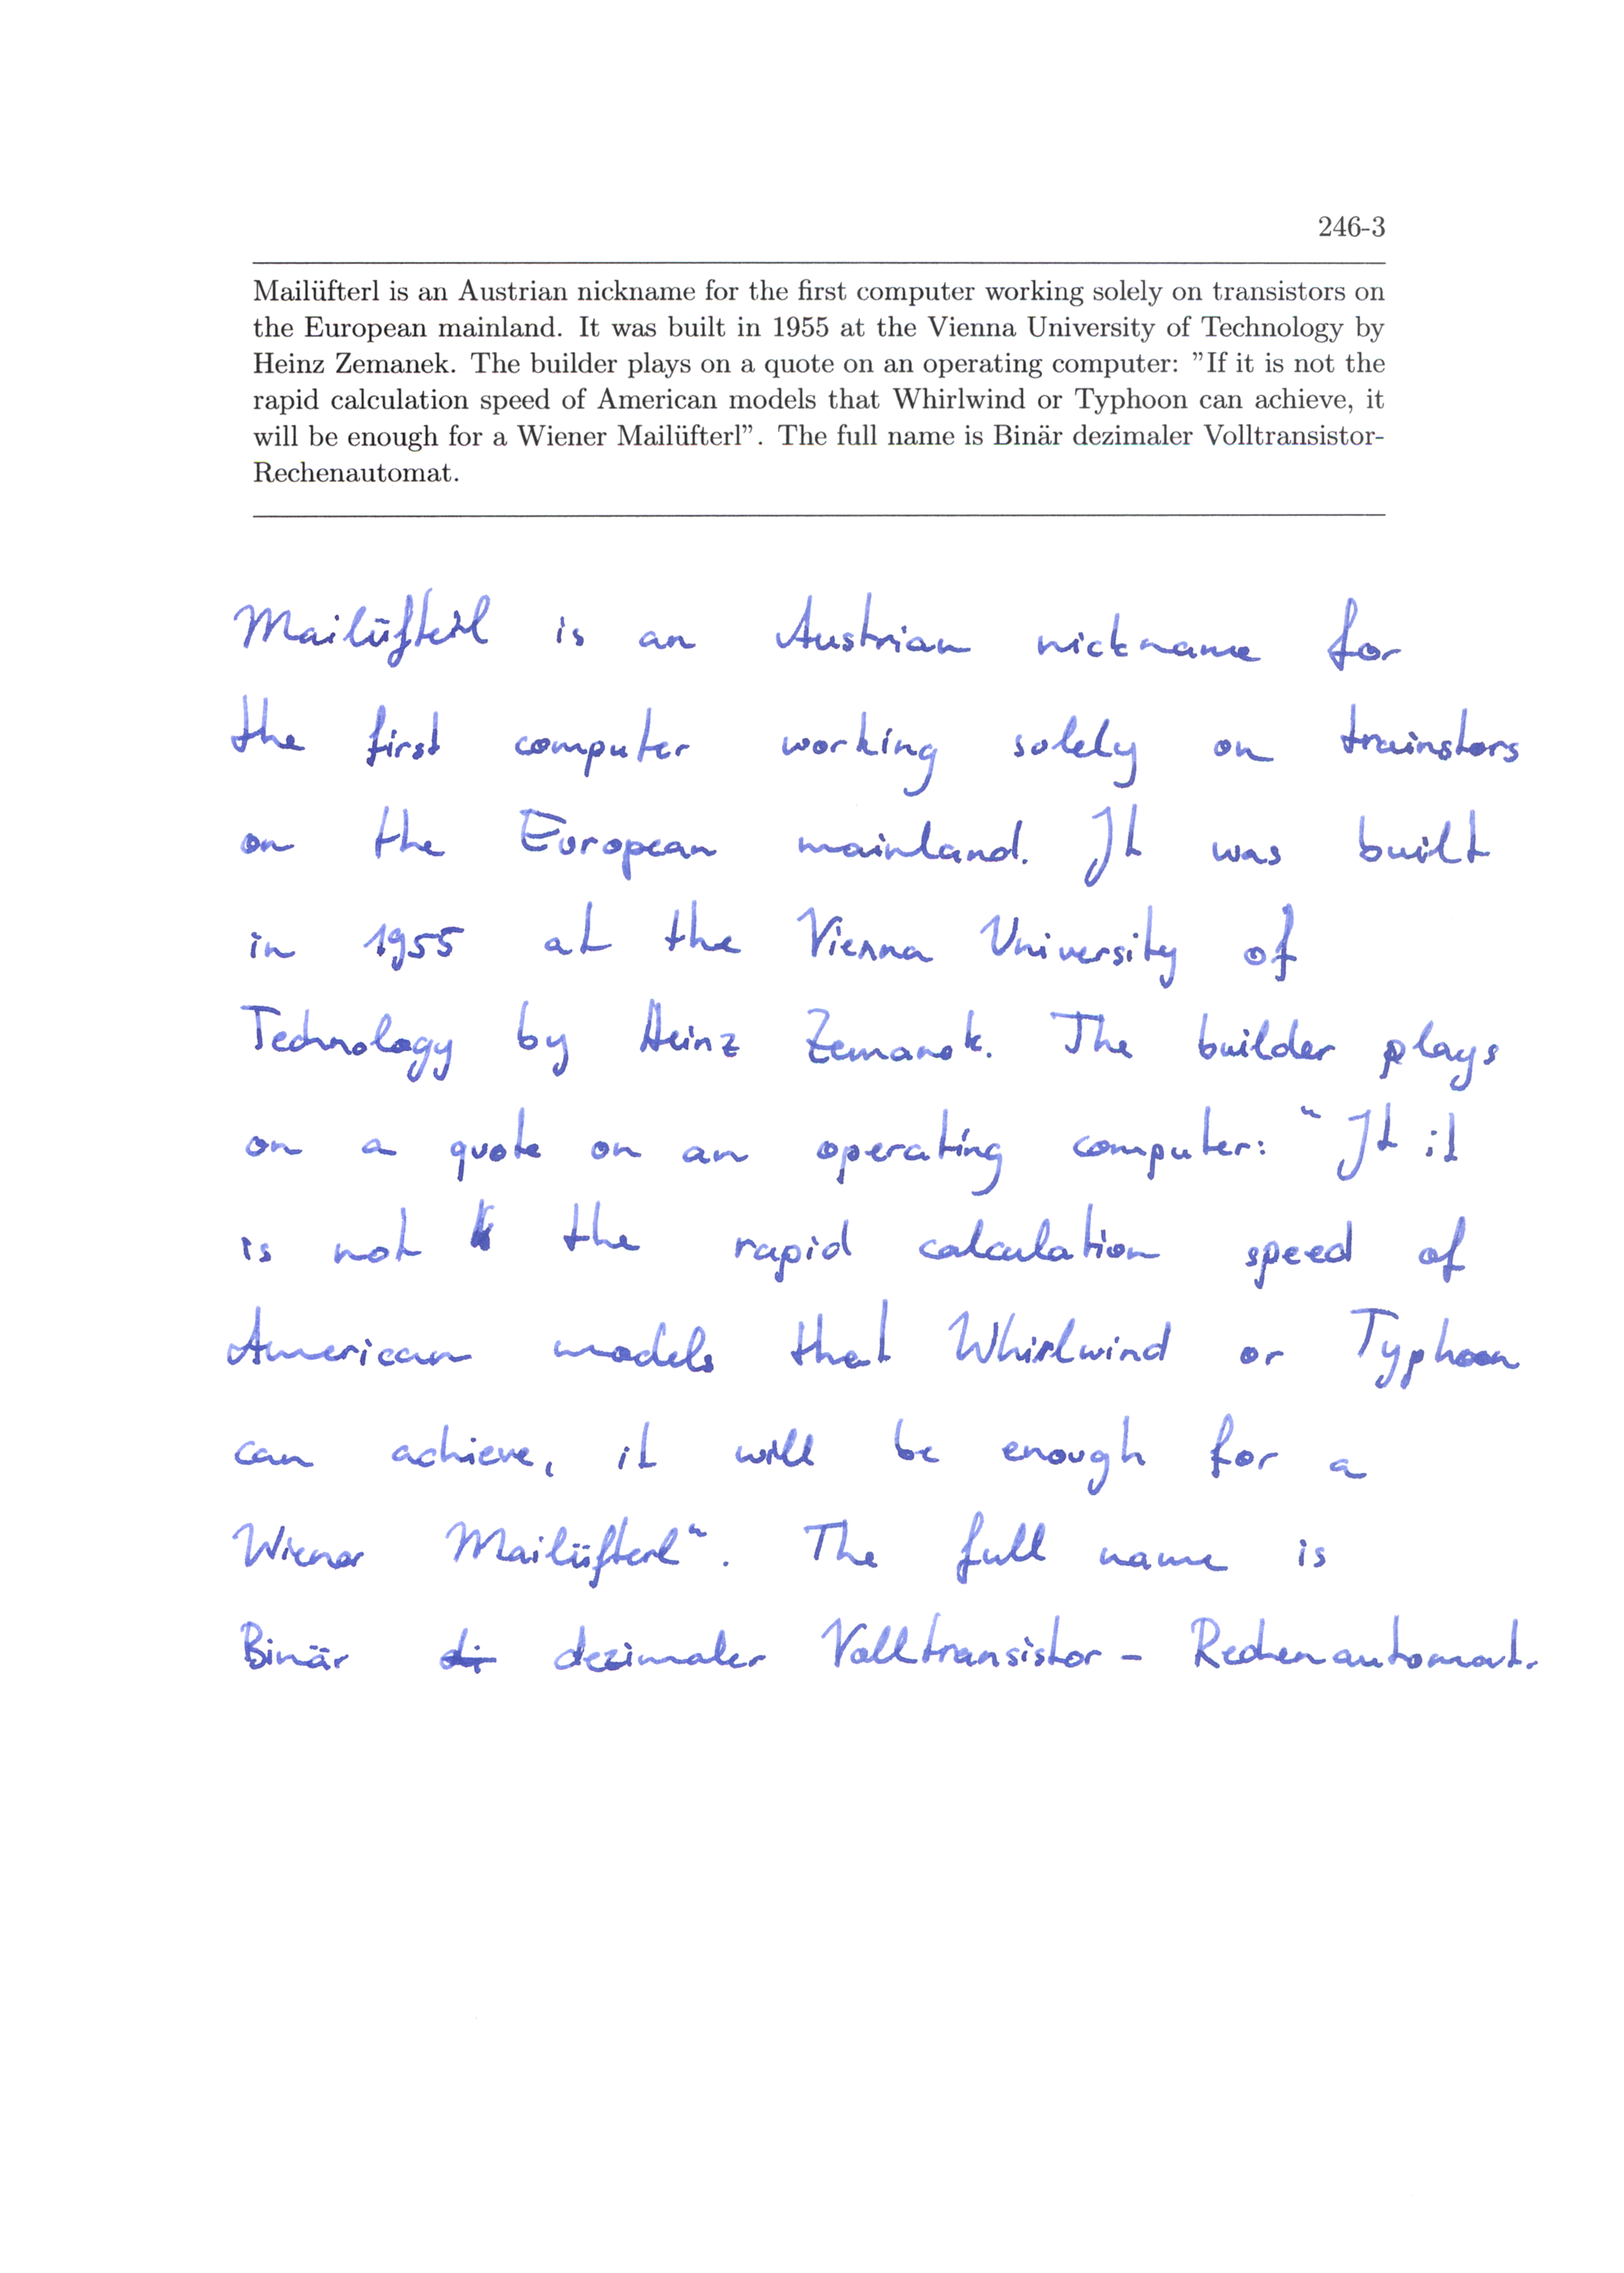 246-3
Mailüfterl is an Austrian nickname for the first computer working solely on transistors on
the European mainland. It was built in 1955 at the Vienna University of Technology by
Heinz Zemanek. The builder plays on a quote on an operating computer: "If it is not the
rapid calculation speed of American models that Whirlwind or Typhoon can achieve, it
will be enough for a Wiener Mailüfterl". The full name is Binär dezimaler Volltransistor-
Rechenautomat.
Mailüfterl is an Austrian nickname for
the first computer working solely on trainstors
on the European mainland. It was built
in 1955 at the Vienna University of
Technology by Heinz Zemanek. The builder plays
on a quote on an operating computer: "It it
is not the rapid calculation speed of
American models that Whirlwind or Typhoon
can achieve, it will be enough for a
Wiener Mailüfterl". The full name is
Binär di dezimaler Volltransistor - Rechenautomat.